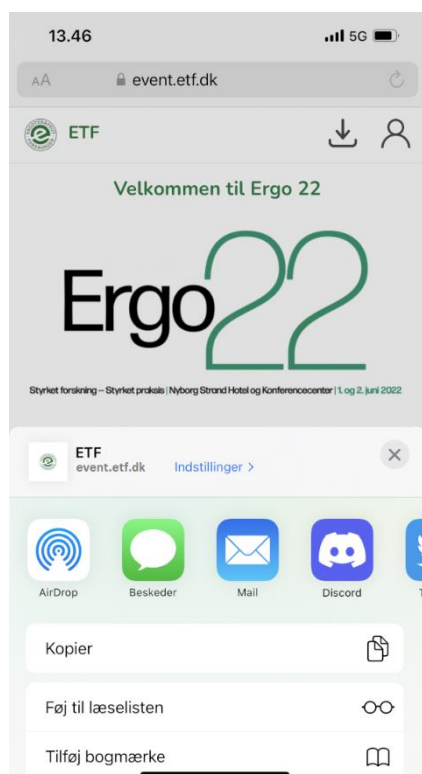 13.46
5G
AA
event.etf.dk
ETF
Velkommen til Ergo 22
Ergo22
Styrket forskning – Styrket praksis | Nyborg Strand Hotel og Konferencecenter | 1. og 2. juni 2022
ETF
event.etf.dk
Indstillinger >
AirDrop
Beskeder
Mail
Discord
Kopier
Føj til læselisten
Tilføj bogmærke